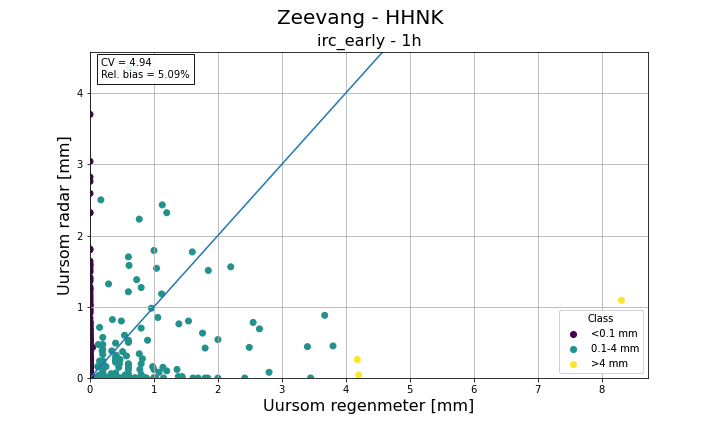 Zeevang - HHNK
irc_early - 1h
CV = 4.94
Rel. bias = 5.09%
Uursom radar [mm]
4
3
2
1
0
0 1 2 3 4 5 6 7 8
Uursom regenmeter [mm]
Class
<0.1 mm
0.1-4 mm
>4 mm